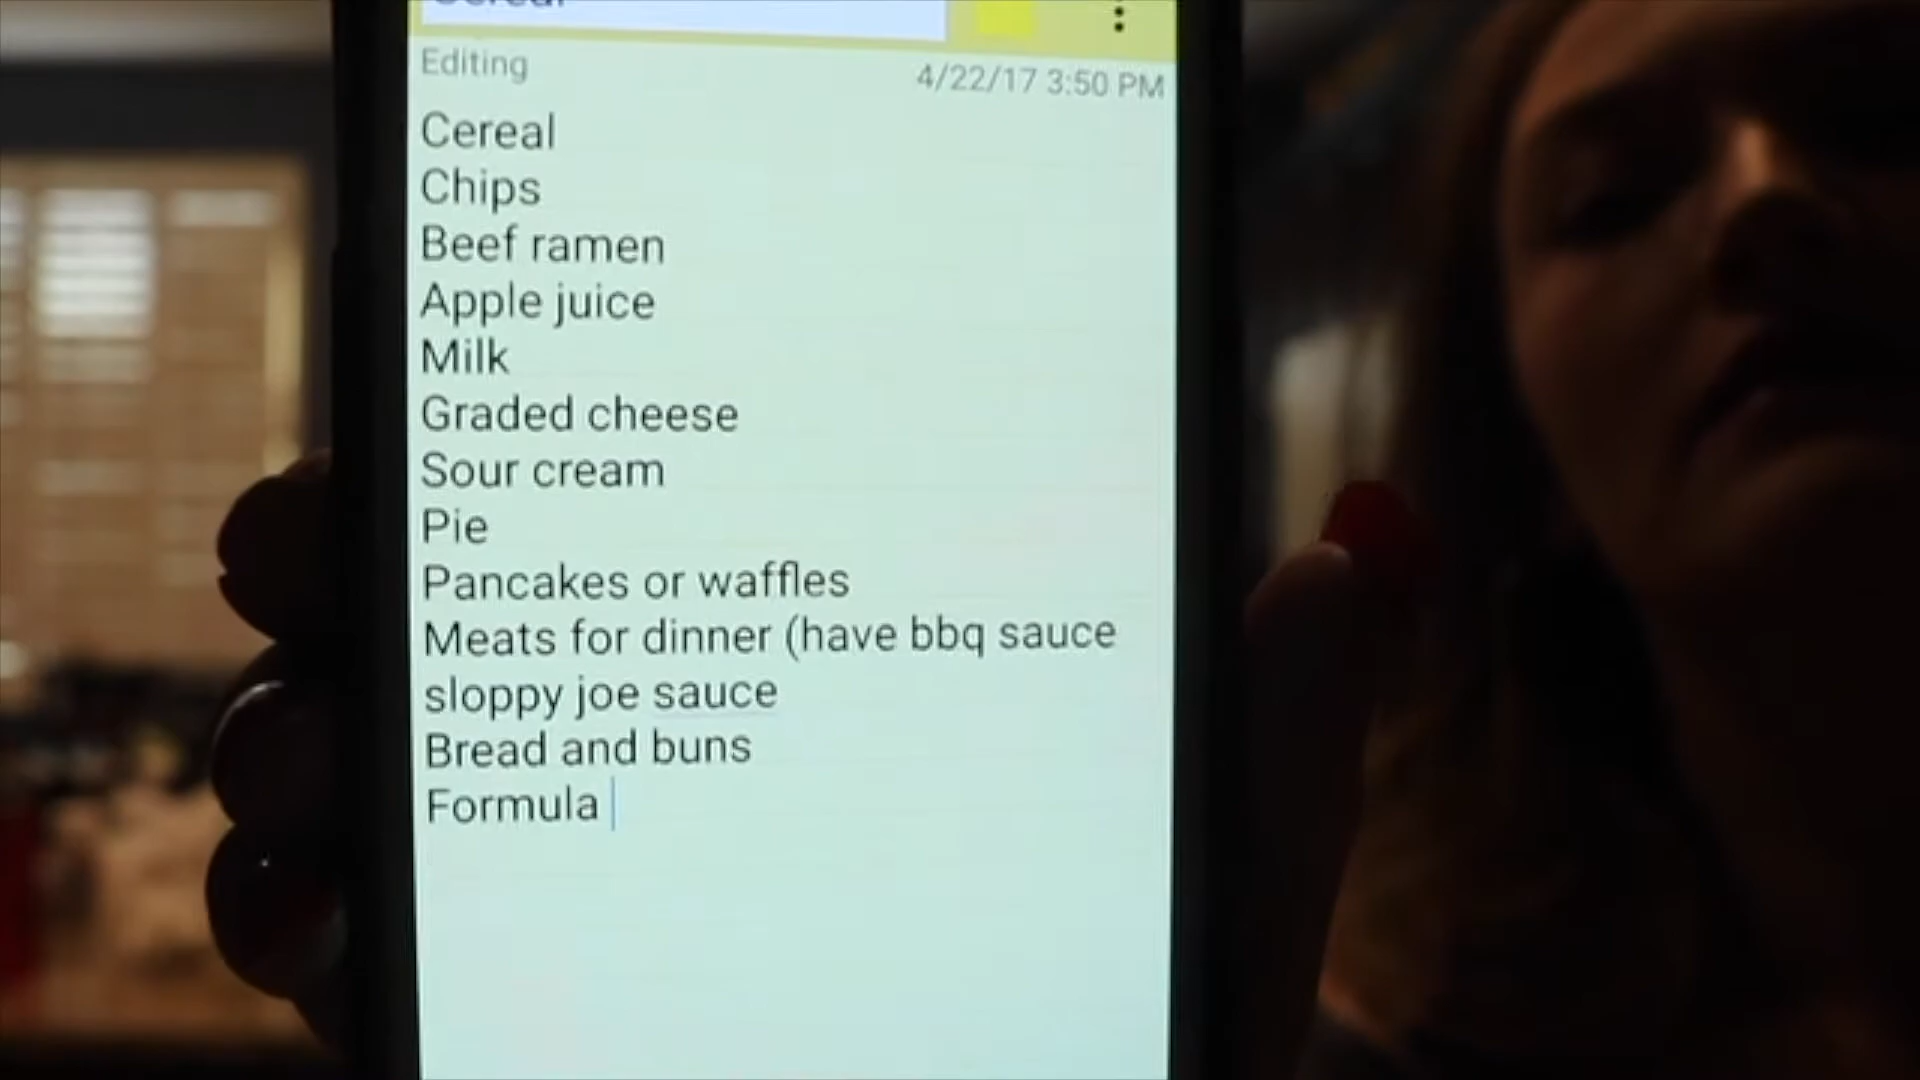 Cereal
Editing
4/22/17 3:50 PM
Cereal
Chips
Beef ramen
Apple juice
Milk
Graded cheese
Sour cream
Pie
Pancakes or waffles
Meats for dinner (have bbq sauce
sloppy joe sauce
Bread and buns
Formula